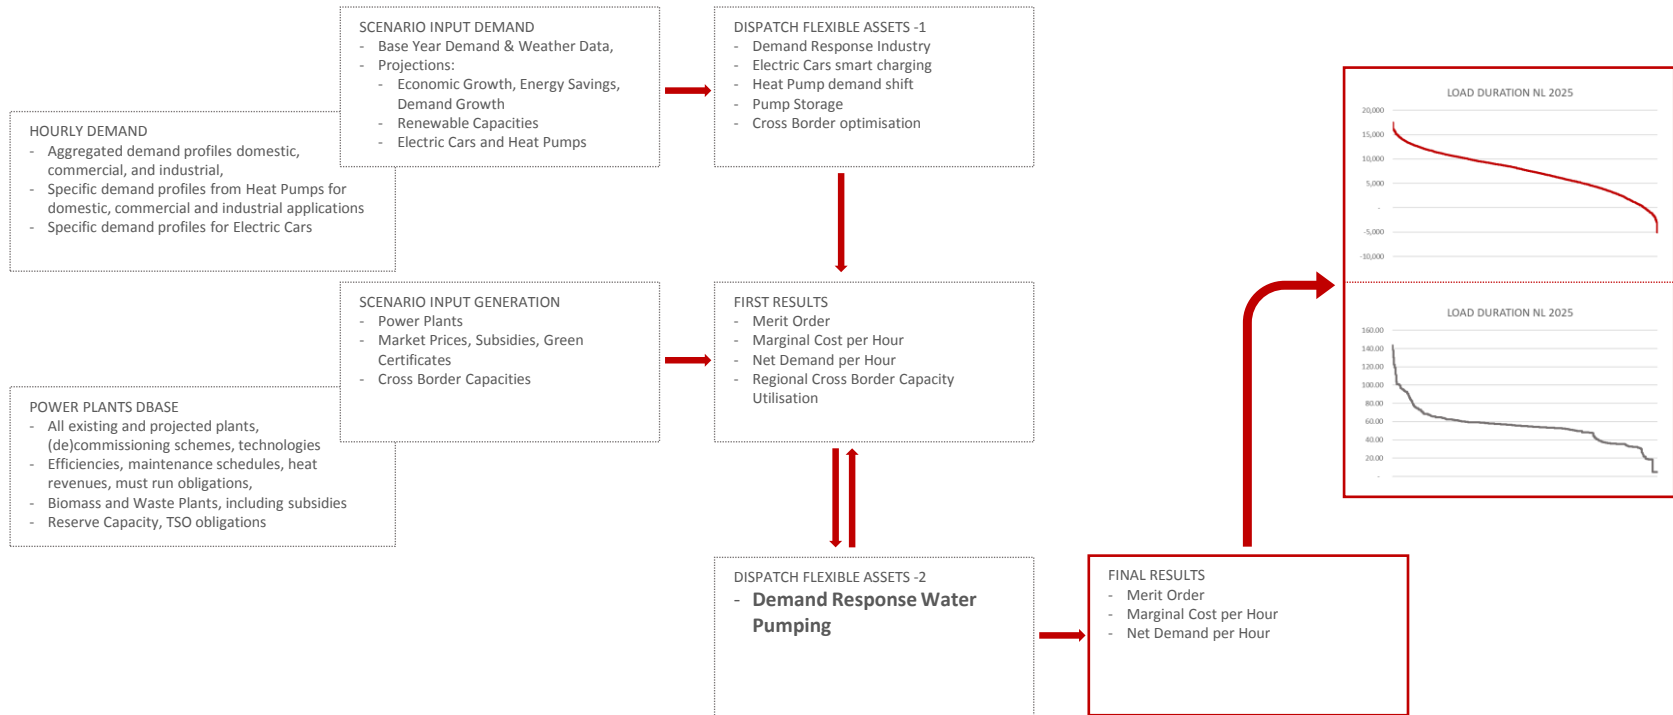 SCENARIO INPUT DEMAND
- Base Year Demand & Weather Data,
- Projections:
- Economic Growth, Energy Savings,
Demand Growth
- Renewable Capacities
- Electric Cars and Heat Pumps
DISPATCH FLEXIBLE ASSETS -1
- Demand Response Industry
- Electric Cars smart charging
- Heat Pump demand shift
- Pump Storage
- Cross Border optimisation
HOURLY DEMAND
- Aggregated demand profiles domestic,
commercial, and industrial,
- Specific demand profiles from Heat Pumps for
domestic, commercial and industrial applications
- Specific demand profiles for Electric Cars
SCENARIO INPUT GENERATION
- Power Plants
- Market Prices, Subsidies, Green
Certificates
- Cross Border Capacities
FIRST RESULTS
- Merit Order
- Marginal Cost per Hour
- Net Demand per Hour
- Regional Cross Border Capacity
Utilisation
POWER PLANTS DBASE
- All existing and projected plants,
(de)commissioning schemes, technologies
- Efficiencies, maintenance schedules, heat
revenues, must run obligations,
- Biomass and Waste Plants, including subsidies
- Reserve Capacity, TSO obligations
DISPATCH FLEXIBLE ASSETS -2
- Demand Response Water
Pumping
FINAL RESULTS
- Merit Order
- Marginal Cost per Hour
- Net Demand per Hour
LOAD DURATION NL 2025
20,000
15,000
10,000
5,000
-
-5,000
-10,000
LOAD DURATION NL 2025
160.00
140.00
120.00
100.00
80.00
60.00
40.00
20.00
-